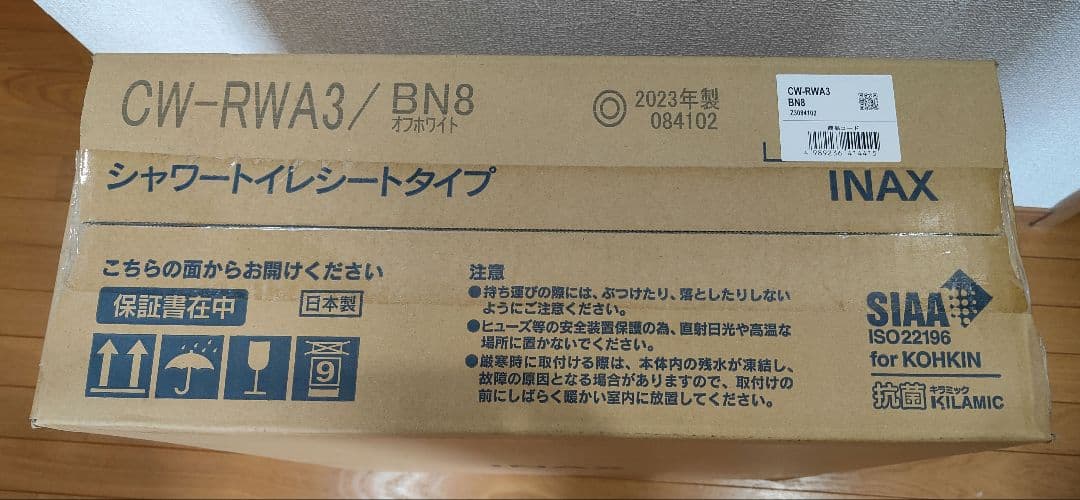 CW-RWA3/BN8
オフホワイト
◎ 2023年製
084102
CW-RWA3
BN8
23084102
シャワートイレシートタイプ
INAX
こちらの面からお開けください
保証書在中
日本製
9
注意
●持ち運びの際には、ぶつけたり、落としたりしない
ようにご注意ください。
●ヒューズ等の安全装置保護の為、直射日光や高温な
場所に置かないでください。
●厳寒時に取付ける際は、本体内の残水が凍結し、
故障の原因となる場合がありますので、取付けの
前にしばらく暖かい室内に放置してください。
SIAA
ISO22196
for KOHKIN
抗菌 キラミック
KILAMIC